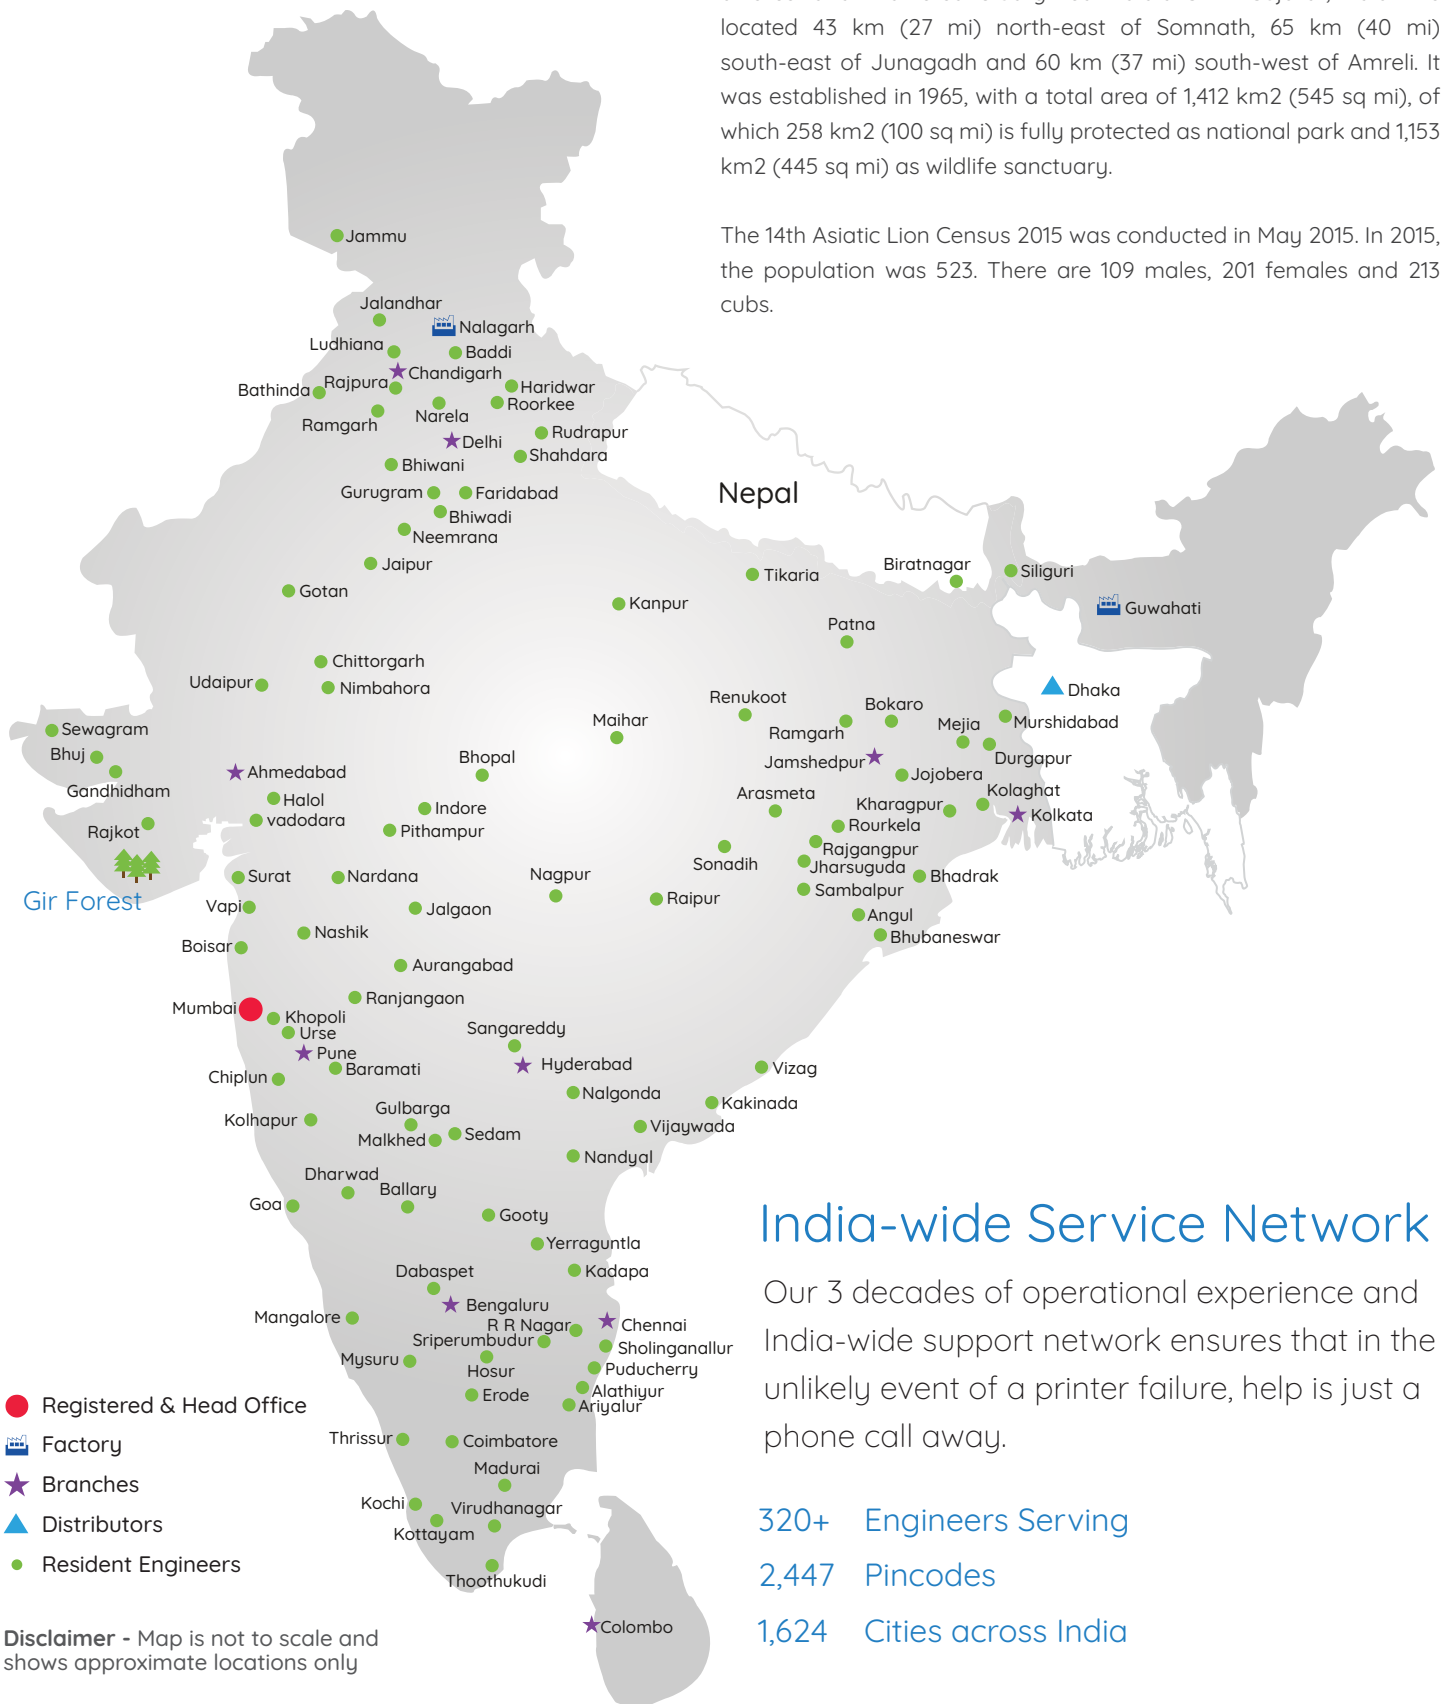 located 43 km (27 mi) north-east of Somnath, 65 km (40 mi)
south-east of Junagadh and 60 km (37 mi) south-west of Amreli. It
was established in 1965, with a total area of 1,412 km2 (545 sq mi), of
which 258 km2 (100 sq mi) is fully protected as national park and 1,153
km2 (445 sq mi) as wildlife sanctuary.
The 14th Asiatic Lion Census 2015 was conducted in May 2015. In 2015,
the population was 523. There are 109 males, 201 females and 213
cubs.
Jammu
Jalandhar
Nalagarh
Ludhiana
Baddi
Chandigarh
Rajpura
Bathinda
Haridwar
Roorkee
Narela
Ramgarh
Rudrapur
Delhi
Shahdara
Bhiwani
Gurugram
Faridabad
Nepal
Bhiwadi
Neemrana
Jaipur
Biratnagar
Siliguri
Tikaria
Gotan
Kanpur
Guwahati
Patna
Chittorgarh
Udaipur
Nimbahora
Dhaka
Renukoot
Bokaro
Maihar
Murshidabad
Mejia
Ramgarh
Sewagram
Bhuj
Bhopal
Durgapur
Jamshedpur
Ahmedabad
Jojobera
Gandhidham
Kolaghat
Arasmeta
Halol
Indore
Kharagpur
Kolkata
vadodara
Rourkela
Rajkot
Pithampur
Rajgangpur
Sonadih
Jharsuguda
Surat
Nardana
Nagpur
Bhadrak
Sambalpur
Gir Forest
Raipur
Vapi
Jalgaon
Angul
Nashik
Bhubaneswar
Boisar
Aurangabad
Ranjangaon
Mumbai
Khopoli
Sangareddy
Urse
Pune
Hyderabad
Baramati
Vizag
Chiplun
Nalgonda
Kakinada
Gulbarga
Kolhapur
Vijaywada
Sedam
Malkhed
Nandyal
Dharwad
Ballary
Goa
Gooty
Yerraguntla
Dabaspet
Kadapa
Bengaluru
Mangalore
R R Nagar
Chennai
Sriperumbudur
Sholinganallur
Mysuru
Hosur
Puducherry
Alathiyur
Erode
Ariyalur
Thrissur
Coimbatore
Madurai
Kochi
Virudhanagar
Kottayam
Thoothukudi
Colombo
India-wide Service Network
Our 3 decades of operational experience and
India-wide support network ensures that in the
unlikely event of a printer failure, help is just a
phone call away.
320+ Engineers Serving
2,447 Pincodes
1,624 Cities across India
Registered & Head Office
Factory
Branches
Distributors
Resident Engineers
Disclaimer - Map is not to scale and
shows approximate locations only